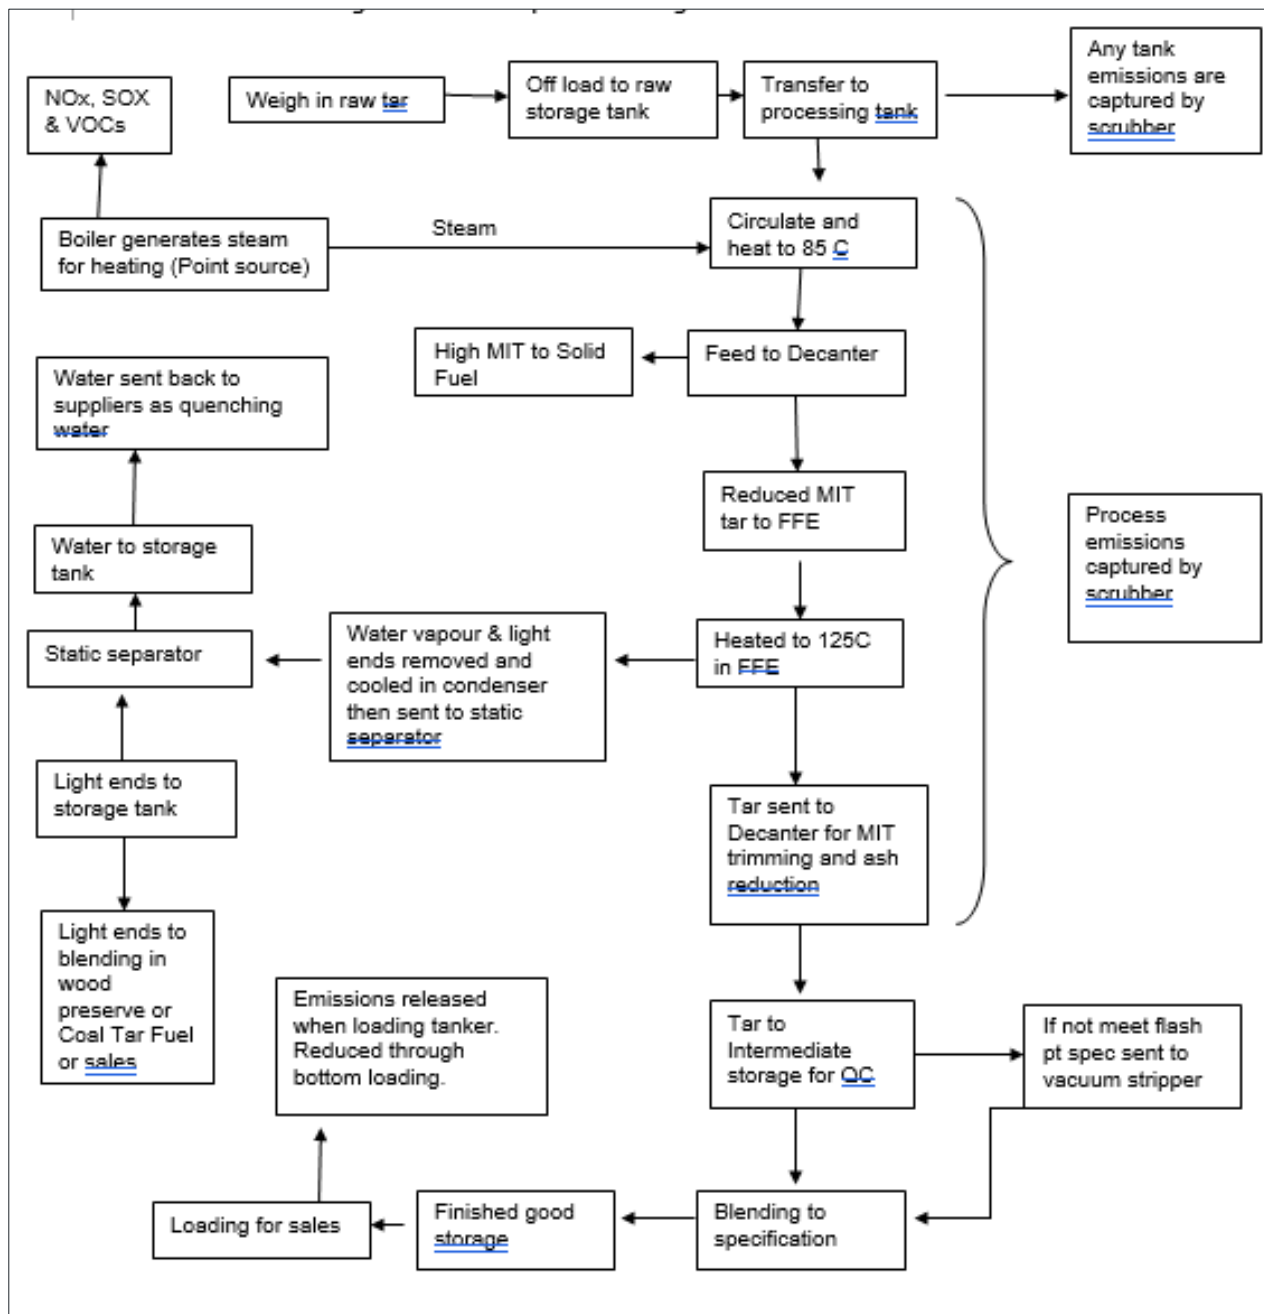 NOx, SOX
& VOCs
Weigh in raw tar
Off load to raw
storage tank
Transfer to
processing tank
Any tank
emissions are
captured by
scrubber
Boiler generates steam
for heating (Point source)
Steam
Circulate and
heat to 85 C
High MIT to Solid
Fuel
Feed to Decanter
Water sent back to
suppliers as quenching
water
Reduced MIT
tar to FFE
Process
emissions
captured by
scrubber
Water to storage
tank
Static separator
Water vapour & light
ends removed and
cooled in condenser
then sent to static
separator
Heated to 125C
in FFE
Light ends to
storage tank
Tar sent to
Decanter for MIT
trimming and ash
reduction
Light ends to
blending in
wood
preserve or
Coal Tar Fuel
or sales
Emissions released
when loading tanker.
Reduced through
bottom loading.
Tar to
Intermediate
storage for QC
If not meet flash
pt spec sent to
vacuum stripper
Loading for sales
Finished good
storage
Blending to
specification